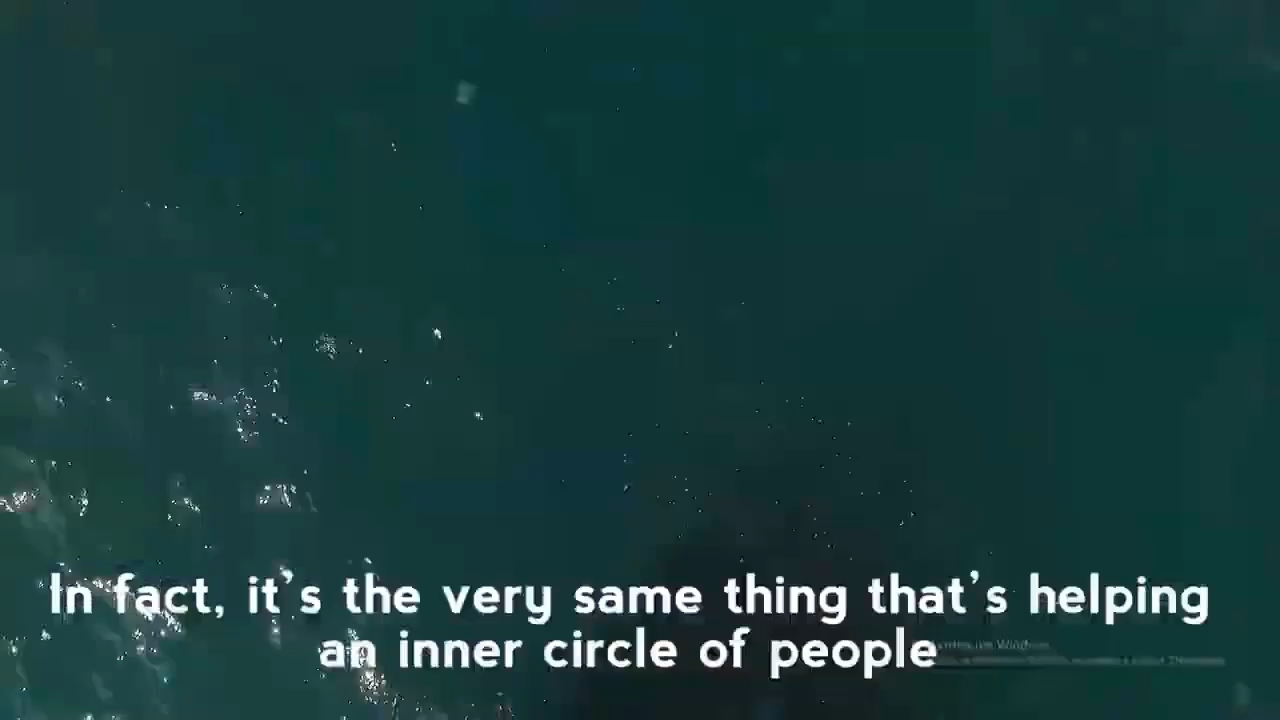 In fact, it's the very same thing that's helping
an inner circle of people